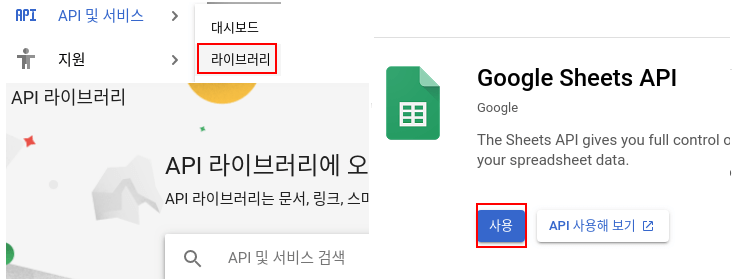 API API 및 서비스
대시보드
라이브러리
지원
API 라이브러리
API 라이브러리에 오
API 라이브러리는 문서, 링크, 스마
API 및 서비스 검색
Google Sheets API
Google
The Sheets API gives you full control o
your spreadsheet data.
사용
API 사용해 보기